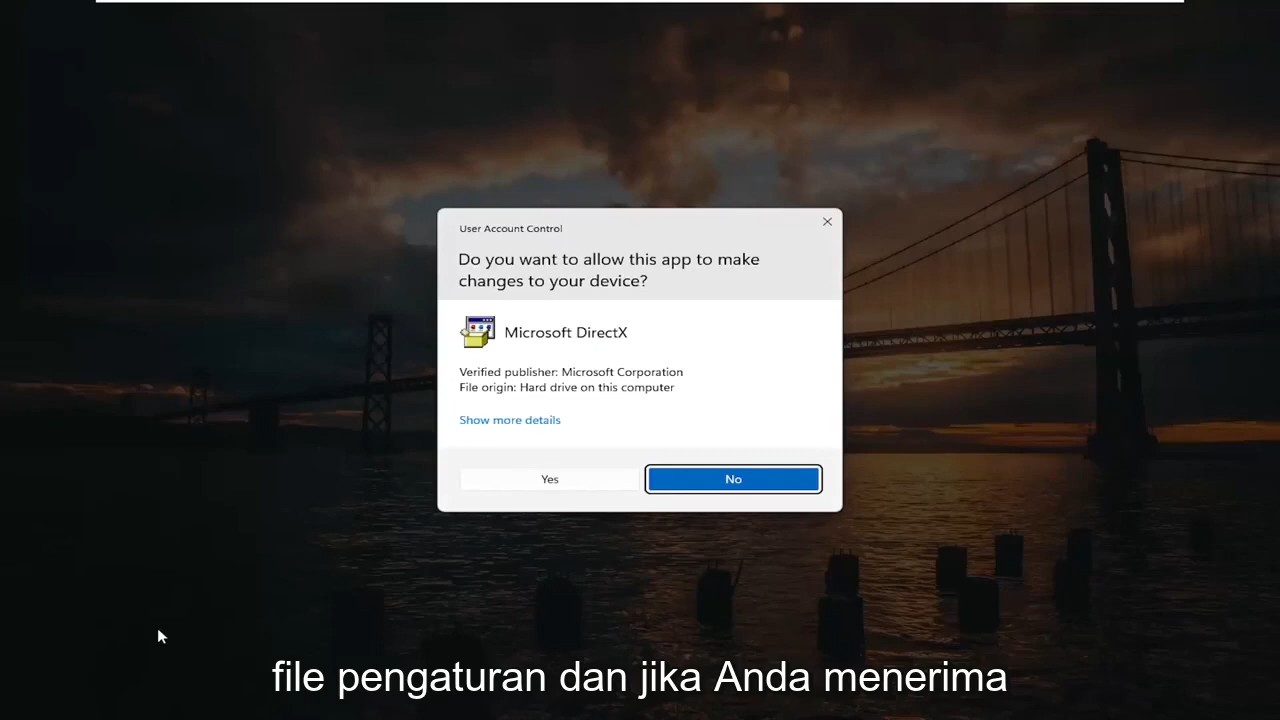 User Account Control
Do you want to allow this app to make
changes to your device?
Microsoft DirectX
Verified publisher: Microsoft Corporation
File origin: Hard drive on this computer
Show more details
Yes
No
file pengaturan dan jika Anda menerima